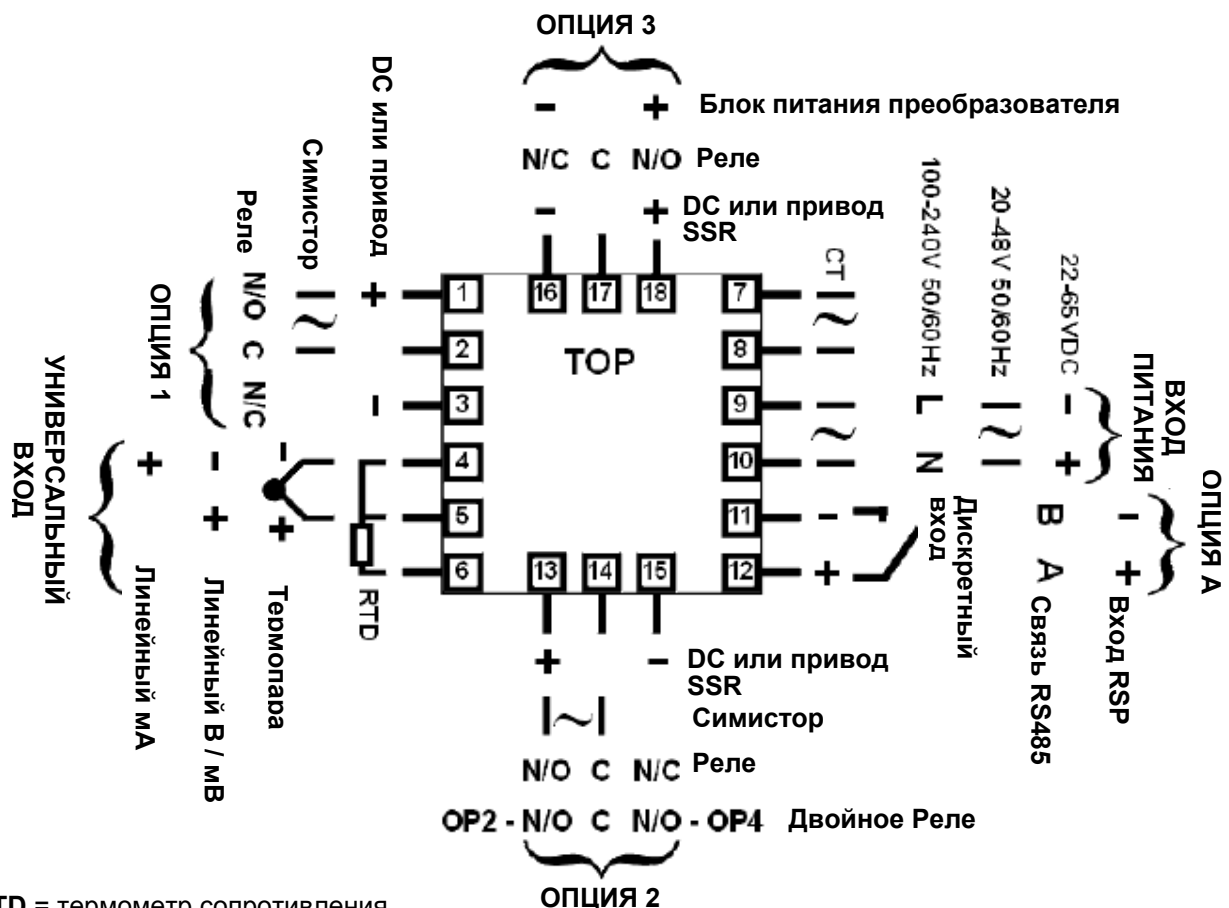 ОПЦИЯ 3
- + Блок питания преобразователя
N/C C N/O Реле
- + DC или привод
SSR
DC или привод
+
-
Симистор
~
Реле
N/O C N/C
ОПЦИЯ 1
УНИВЕРСАЛЬНЫЙ
ВХОД
+
Линейный мА
- +
Линейный В / мВ
- +
Термопара
RTD
1
2
3
4
5
6
16 17 18
TOP
13 14 15
7
8
9
10
11
12
CT
~
~
100-240V 50/60Hz
L N
20-48V 50/60Hz
~
22-65VDC
- +
ВХОД
ПИТАНИЯ
ОПЦИЯ А
- +
Дискретный
вход
B A
Связь RS485
- +
Вход RSP
+ - DC или привод
SSR
~ Симистор
N/O C N/C Реле
OP2 - N/O C N/O - OP4 Двойное Реле
ОПЦИЯ 2
TD = термометр сопротивления